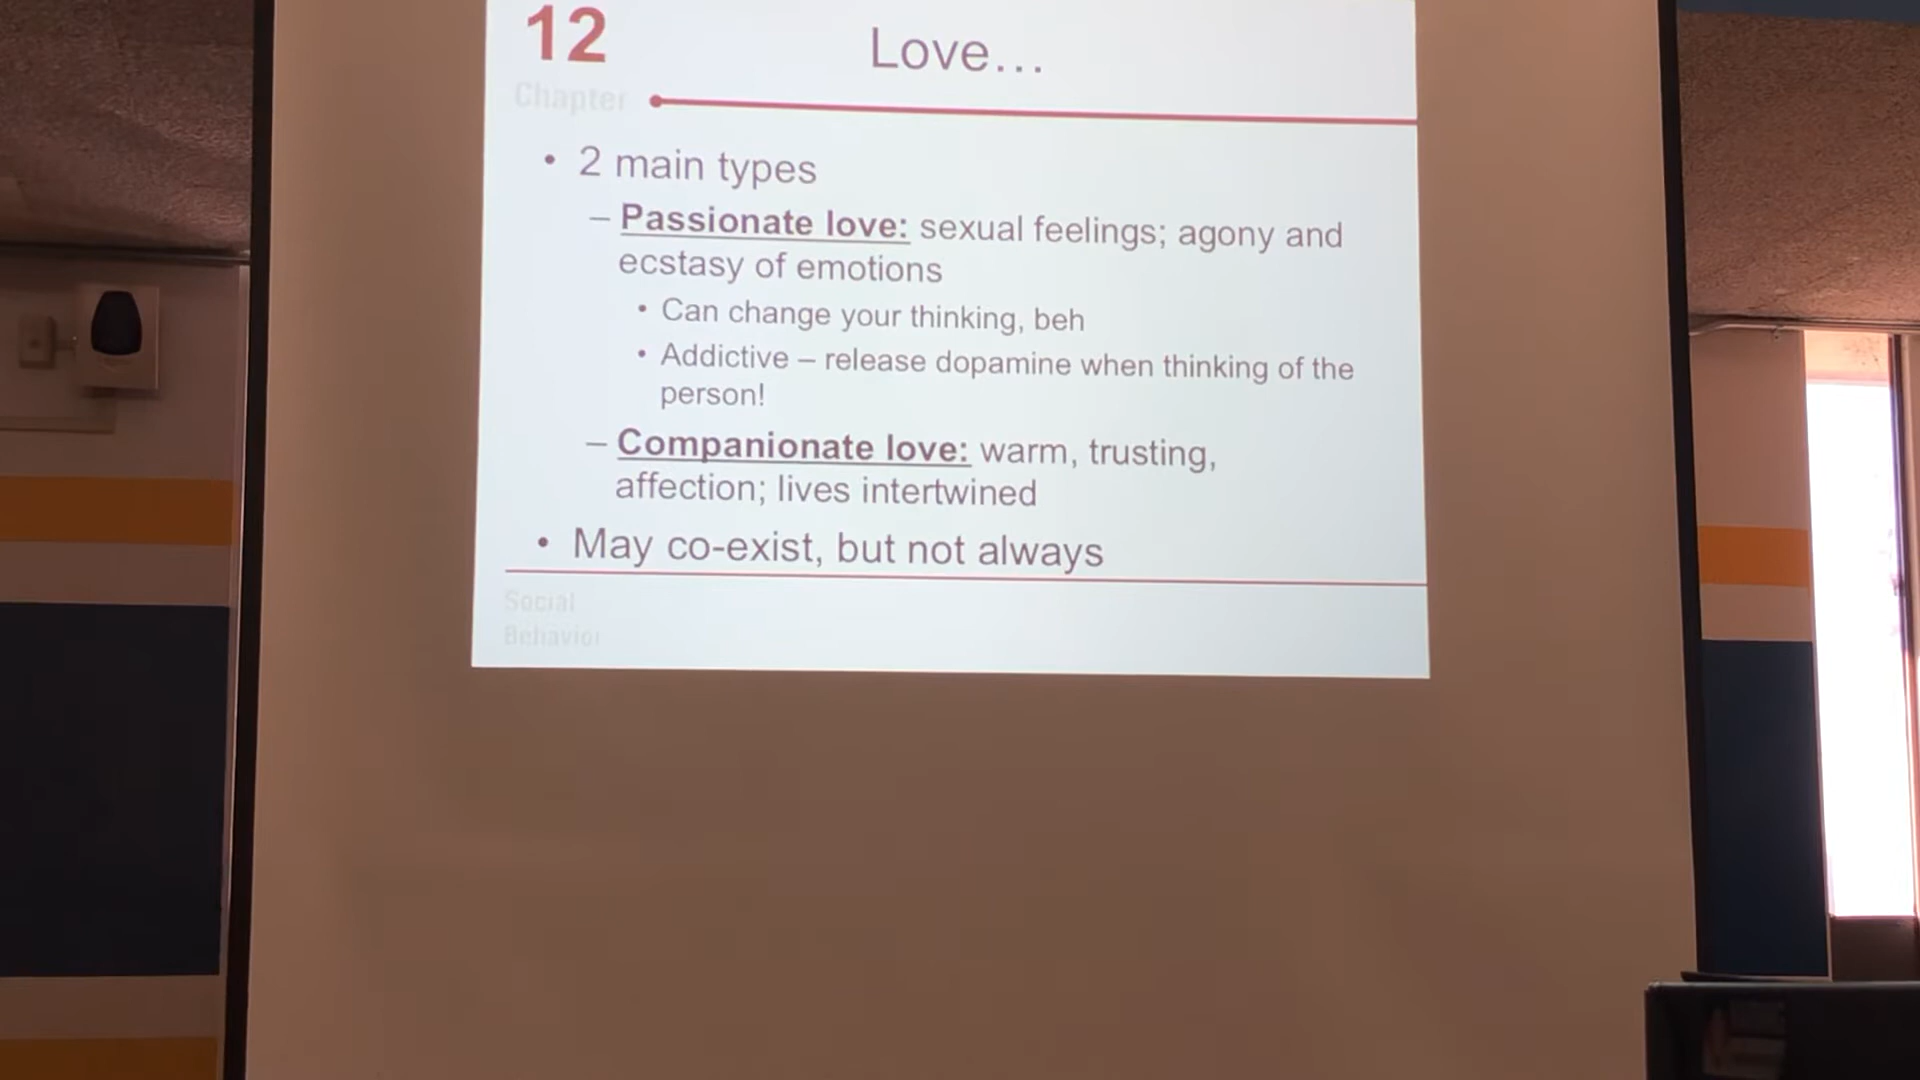 12
Love...
Chapter
• 2 main types
– Passionate love: sexual feelings; agony and
ecstasy of emotions
• Can change your thinking, beh
• Addictive – release dopamine when thinking of the
person!
– Companionate love: warm, trusting,
affection; lives intertwined
• May co-exist, but not always
Social
Behavior